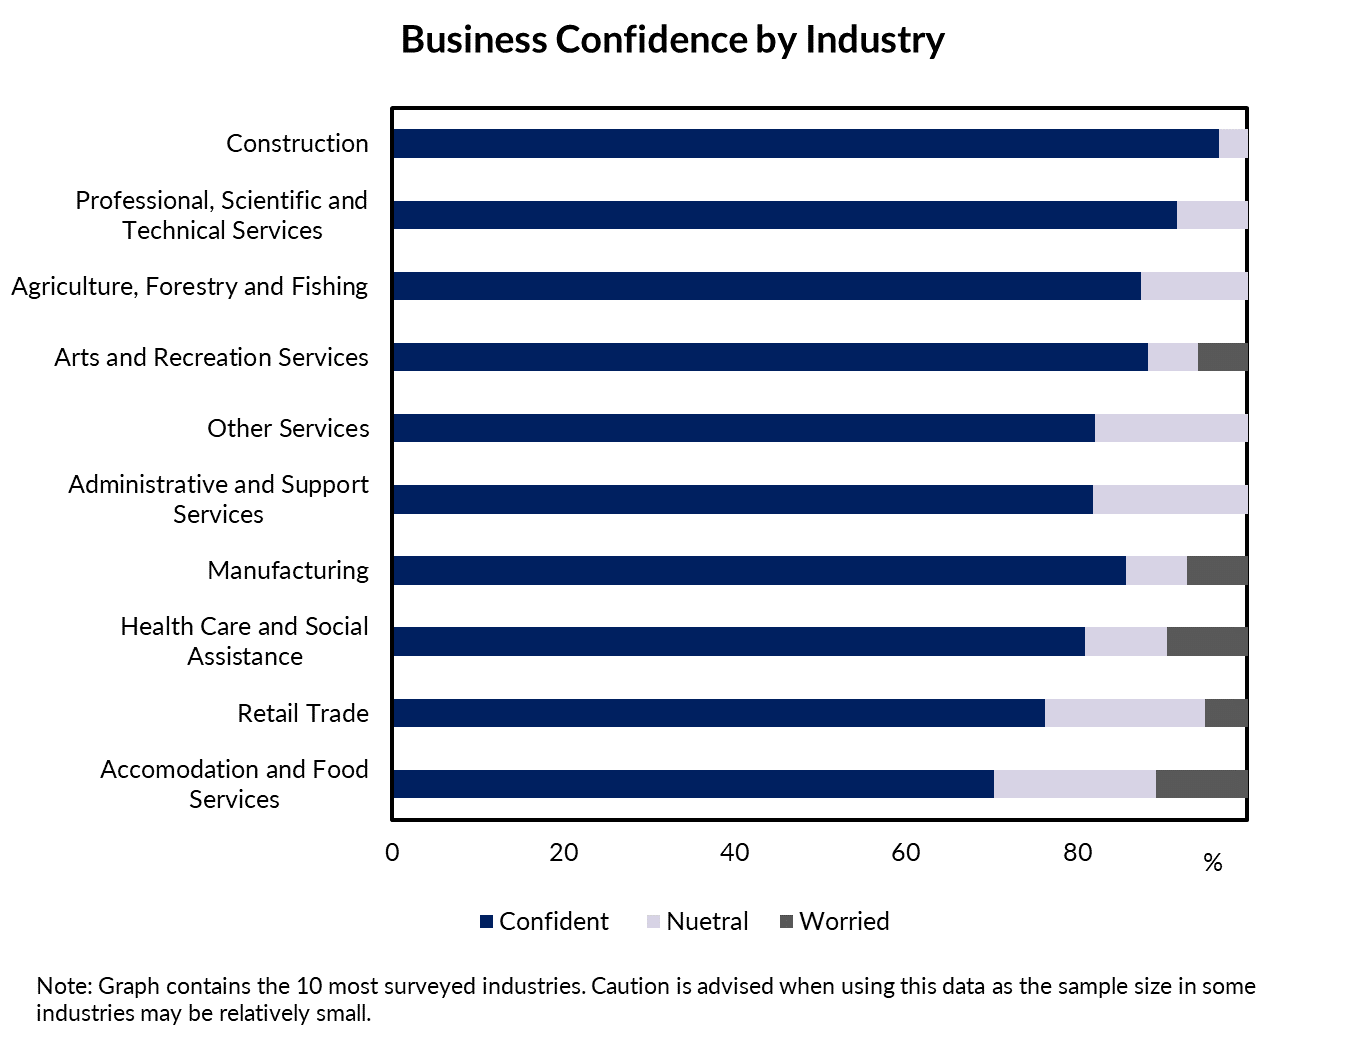 Business Confidence by Industry
Construction
Professional, Scientific and
Technical Services
Agriculture, Forestry and Fishing
Arts and Recreation Services
Other Services
Administrative and Support
Services
Manufacturing
Health Care and Social
Assistance
Retail Trade
Accomodation and Food
Services
0 20 40 60 80 %
Confident Nuetral Worried
Note: Graph contains the 10 most surveyed industries. Caution is advised when using this data as the sample size in some
industries may be relatively small.